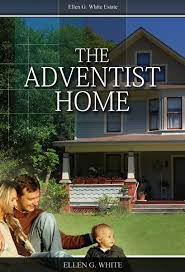 Ellen G. White Estate
THE
ADVENTIST
HOME
ELLEN G. WHITE